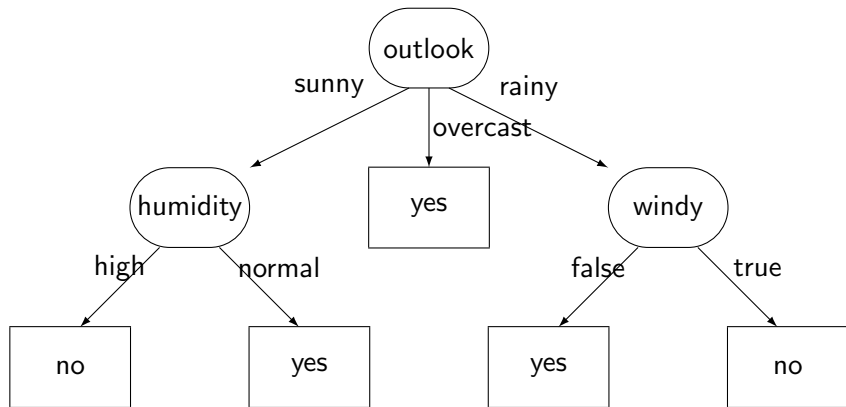 outlook
sunny
rainy
overcast
humidity
yes
windy
high
normal
false
true
no
yes
yes
no